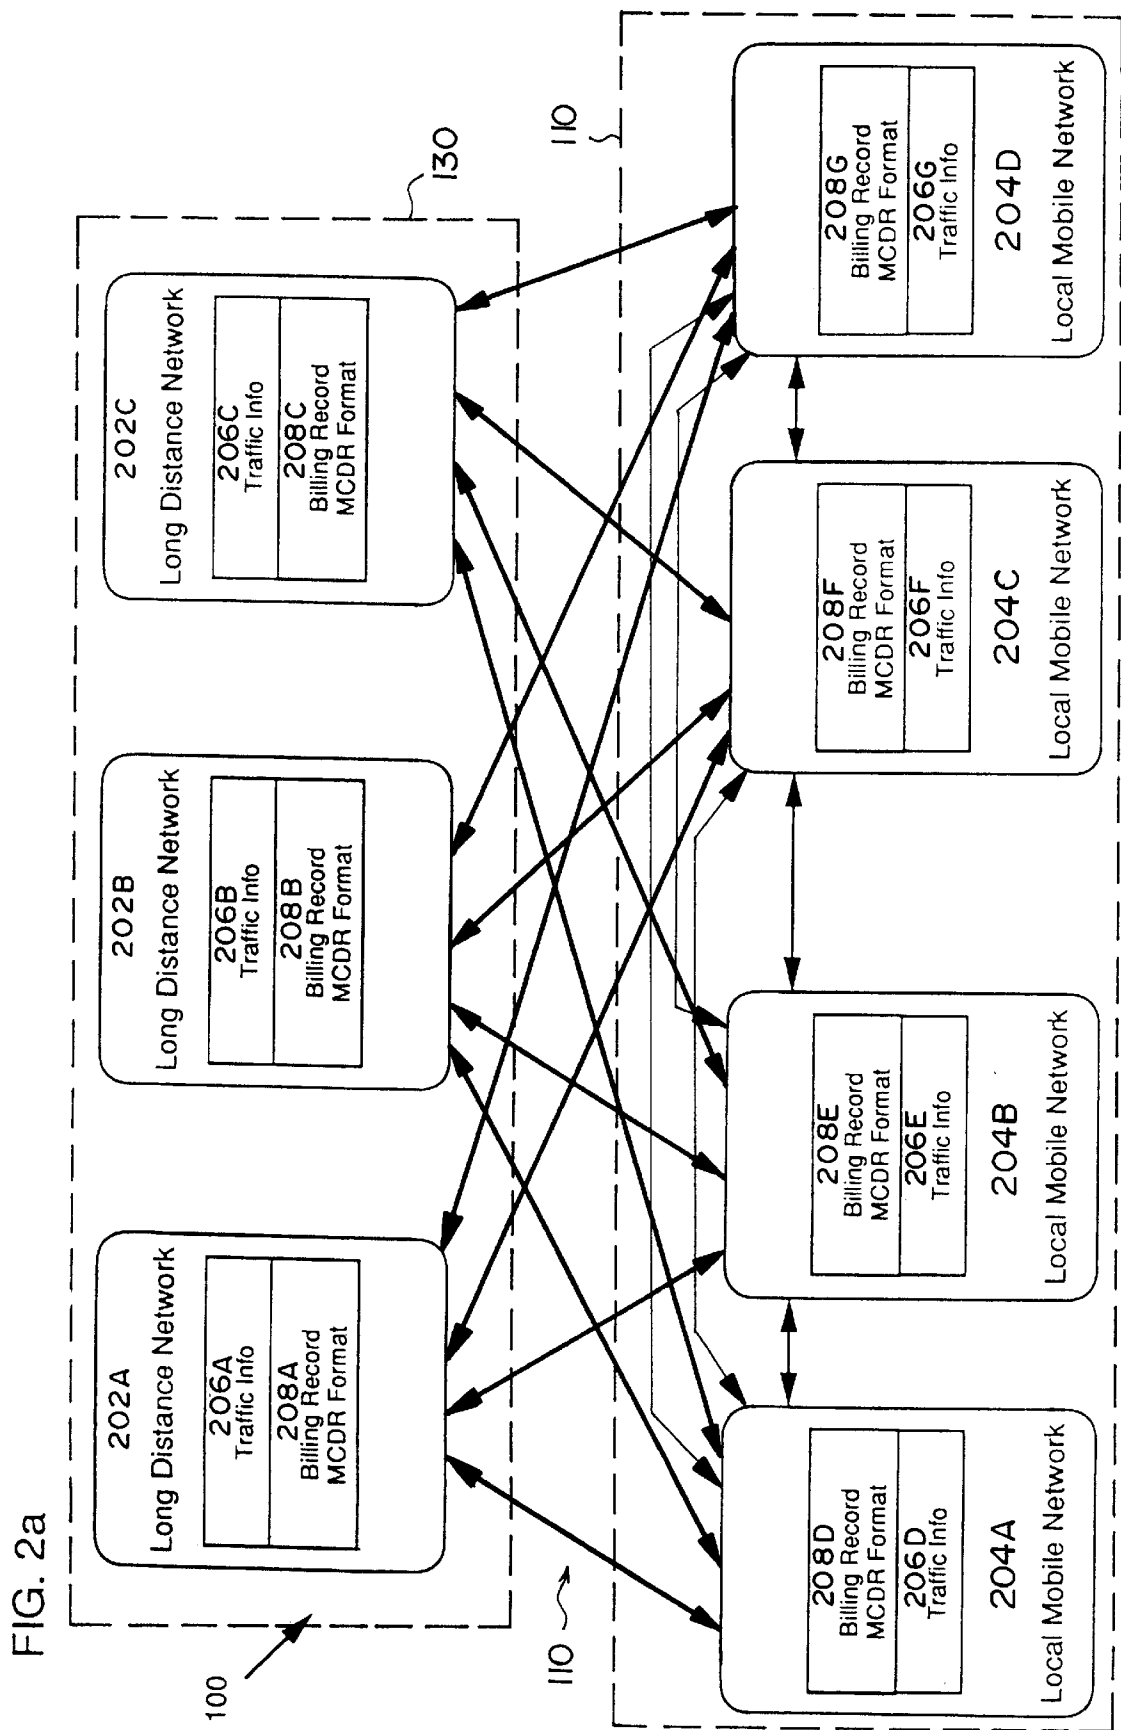 FIG. 2a
100
130
202A
Long Distance Network
206A
Traffic Info
208A
Billing Record
MCDR Format
202B
Long Distance Network
206B
Traffic Info
208B
Billing Record
MCDR Format
202C
Long Distance Network
206C
Traffic Info
208C
Billing Record
MCDR Format
110
110
208D
Billing Record
MCDR Format
206D
Traffic Info
204A
Local Mobile Network
208E
Billing Record
MCDR Format
206E
Traffic Info
204B
Local Mobile Network
208F
Billing Record
MCDR Format
206F
Traffic Info
204C
Local Mobile Network
208G
Billing Record
MCDR Format
206G
Traffic Info
204D
Local Mobile Network